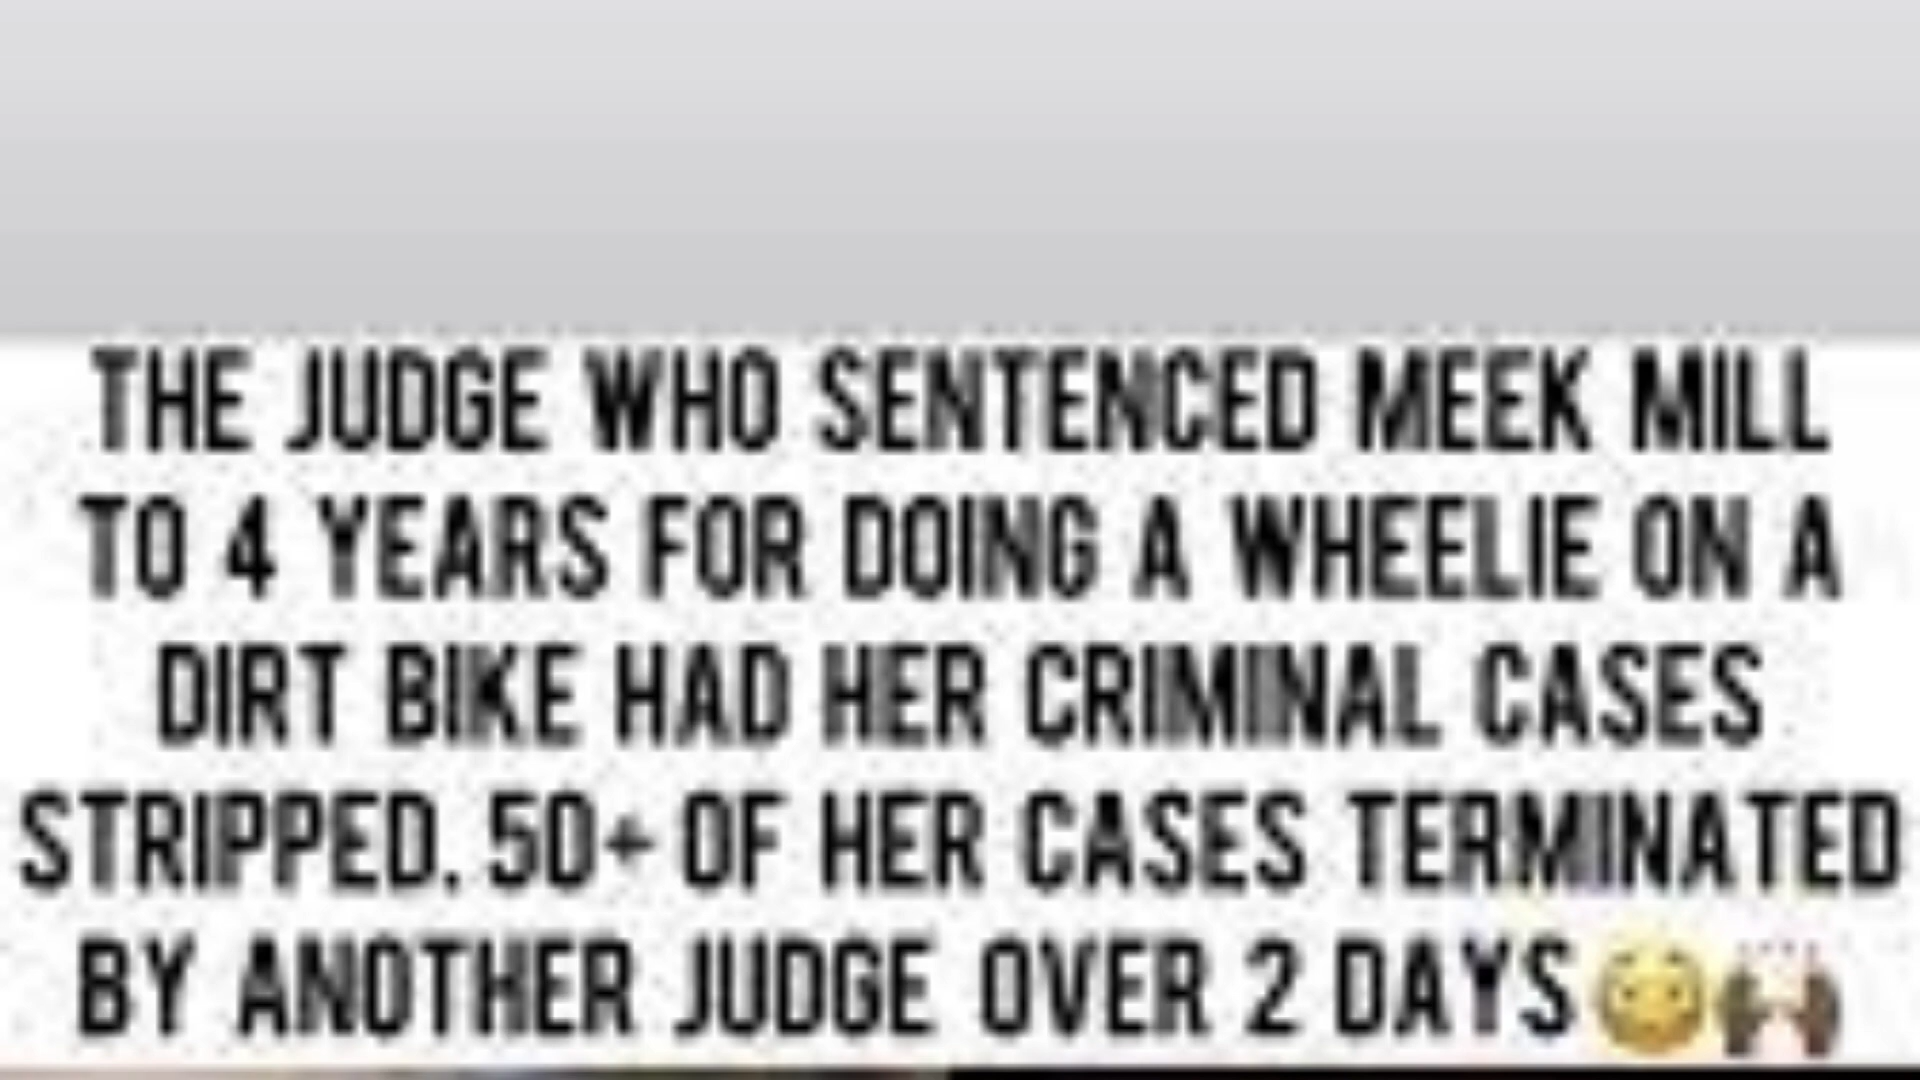 THE JUDGE WHO SENTENCED MEEK MILL
TO 4 YEARS FOR DOING A WHEELIE ON A
DIRT BIKE HAD HER CRIMINAL CASES
STRIPPED. 50+ OF HER CASES TERMINATED
BY ANOTHER JUDGE OVER 2 DAYS😳🙌🏾